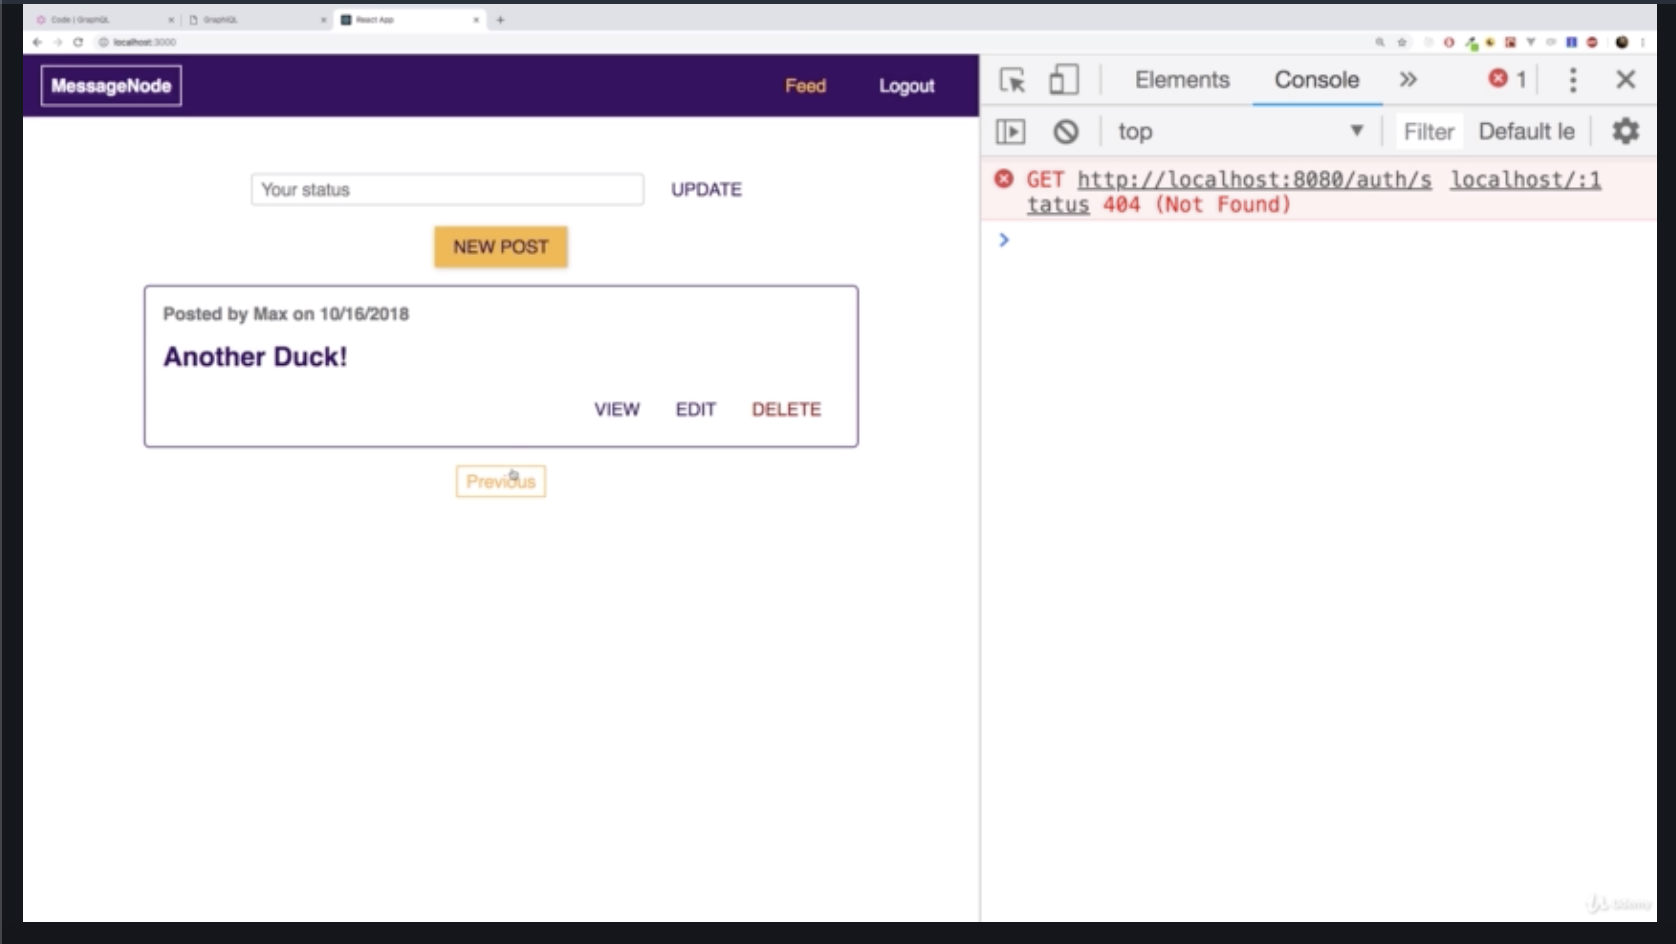 Code | GraphQL
GraphiQL
React App
localhost:3000
MessageNode
Feed
Logout
Your status
UPDATE
NEW POST
Posted by Max on 10/16/2018
Another Duck!
VIEW
EDIT
DELETE
Previous
Elements
Console
1
top
Filter
Default le
GET http://localhost:8080/auth/s localhost/:1
tatus 404 (Not Found)
Udemy